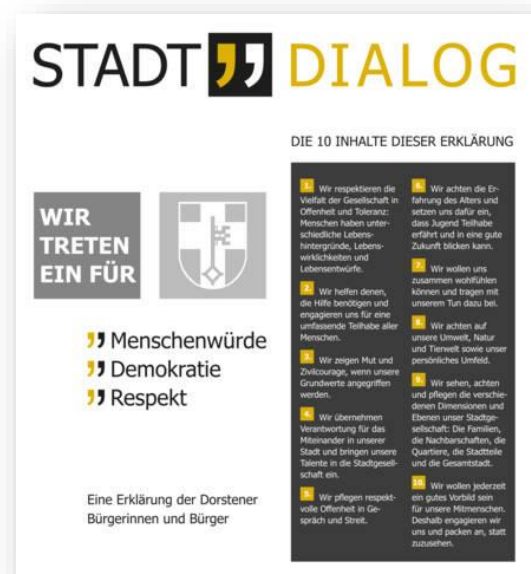 STADT DIALOG
DIE 10 INHALTE DIESER ERKLÄRUNG
WIR
TRETEN
EIN FÜR
Menschenwürde
Demokratie
Respekt
Eine Erklärung der Dorstener
Bürgerinnen und Bürger
1. Wir respektieren die
Vielfalt der Gesellschaft in
Offenheit und Toleranz:
Menschen haben unter-
schiedliche Lebens-
hintergründe, Lebens-
wirklichkeiten und
Lebensentwürfe.
2. Wir helfen denen,
die Hilfe benötigen und
engagieren uns für eine
umfassende Teilhabe aller
Menschen.
3. Wir zeigen Mut und
Zivilcourage, wenn unsere
Grundwerte angegriffen
werden.
4. Wir übernehmen
Verantwortung für das
Miteinander in unserer
Stadt und bringen unsere
Talente in die Stadtgesell-
schaft ein.
5. Wir pflegen respekt-
volle Offenheit in Ge-
spräch und Streit.
6. Wir achten die Er-
fahrung des Alters und
setzen uns dafür ein,
dass Jugend Teilhabe
erfährt und in eine gute
Zukunft blicken kann.
7. Wir wollen uns
zusammen wohlfühlen
können und tragen mit
unserem Tun dazu bei.
8. Wir achten auf
unsere Umwelt, Natur
und Tierwelt sowie unser
persönliches Umfeld.
9. Wir sehen, achten
und pflegen die verschie-
denen Dimensionen und
Ebenen unser Stadtge-
sellschaft: Die Familien,
die Nachbarschaften, die
Quartiere, die Stadtteile
und die Gesamtstadt.
10. Wir wollen jederzeit
ein gutes Vorbild sein
für unsere Mitmenschen.
Deshalb engagieren wir
uns und packen an, statt
zuzusehen.